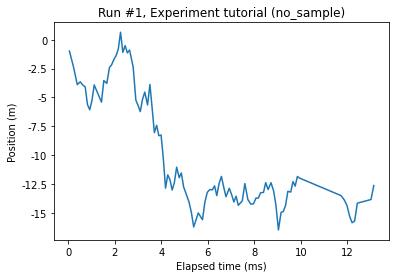 Run #1, Experiment tutorial (no_sample)
0
-2.5
-5
-7.5
-10
-12.5
-15
Position (m)
0 2 4 6 8 10 12
Elapsed time (ms)